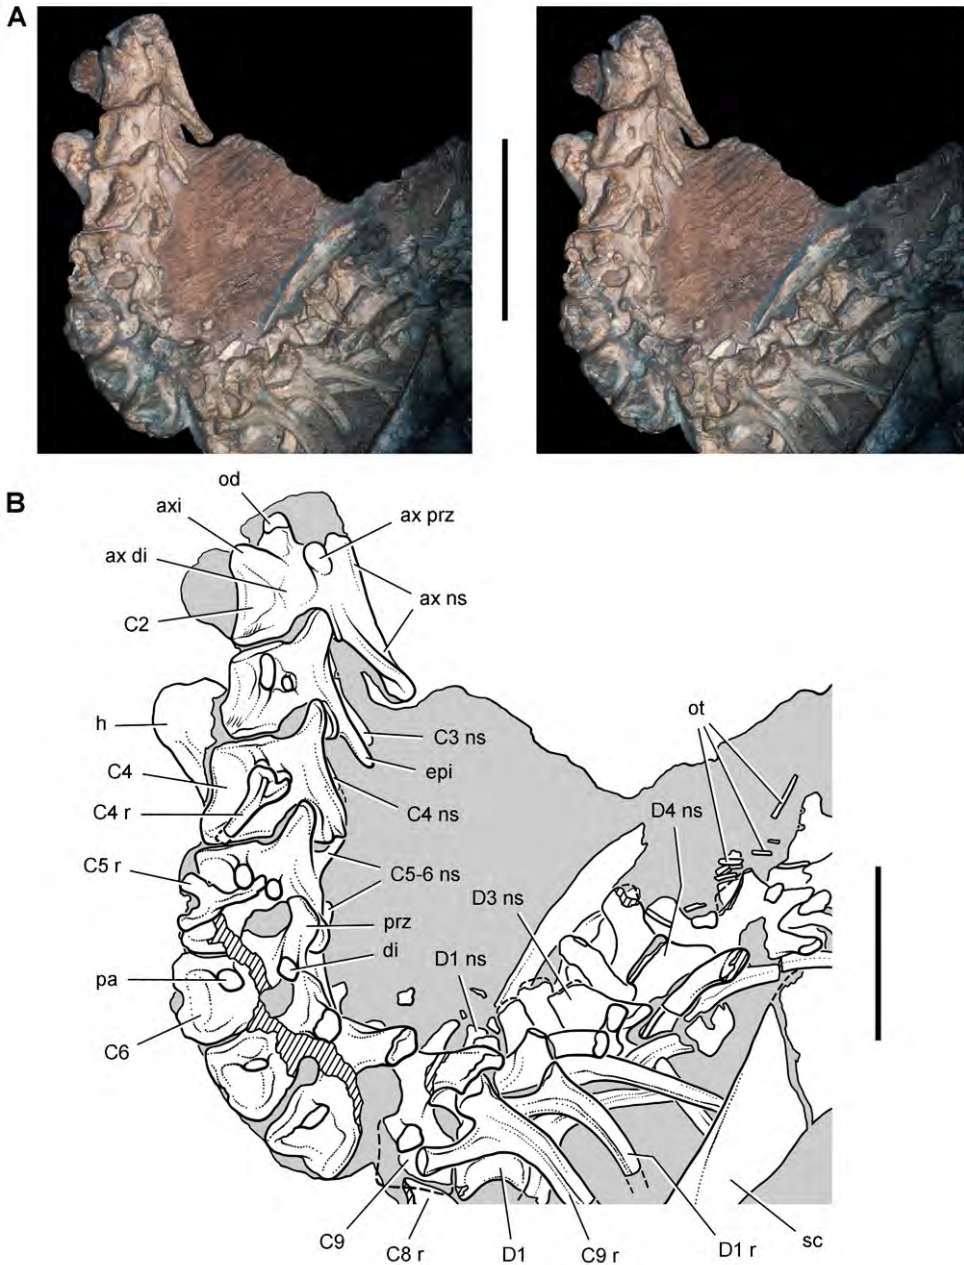 A
B
od
axi
ax prz
ax di
ax ns
C2
h
ot
C3 ns
C4
epi
D4 ns
C4 r
C4 ns
C5 r
C5-6 ns
D3 ns
prz
D1 ns
di
pa
C6
C9
C8 r
D1
C9 r
D1 r
sc